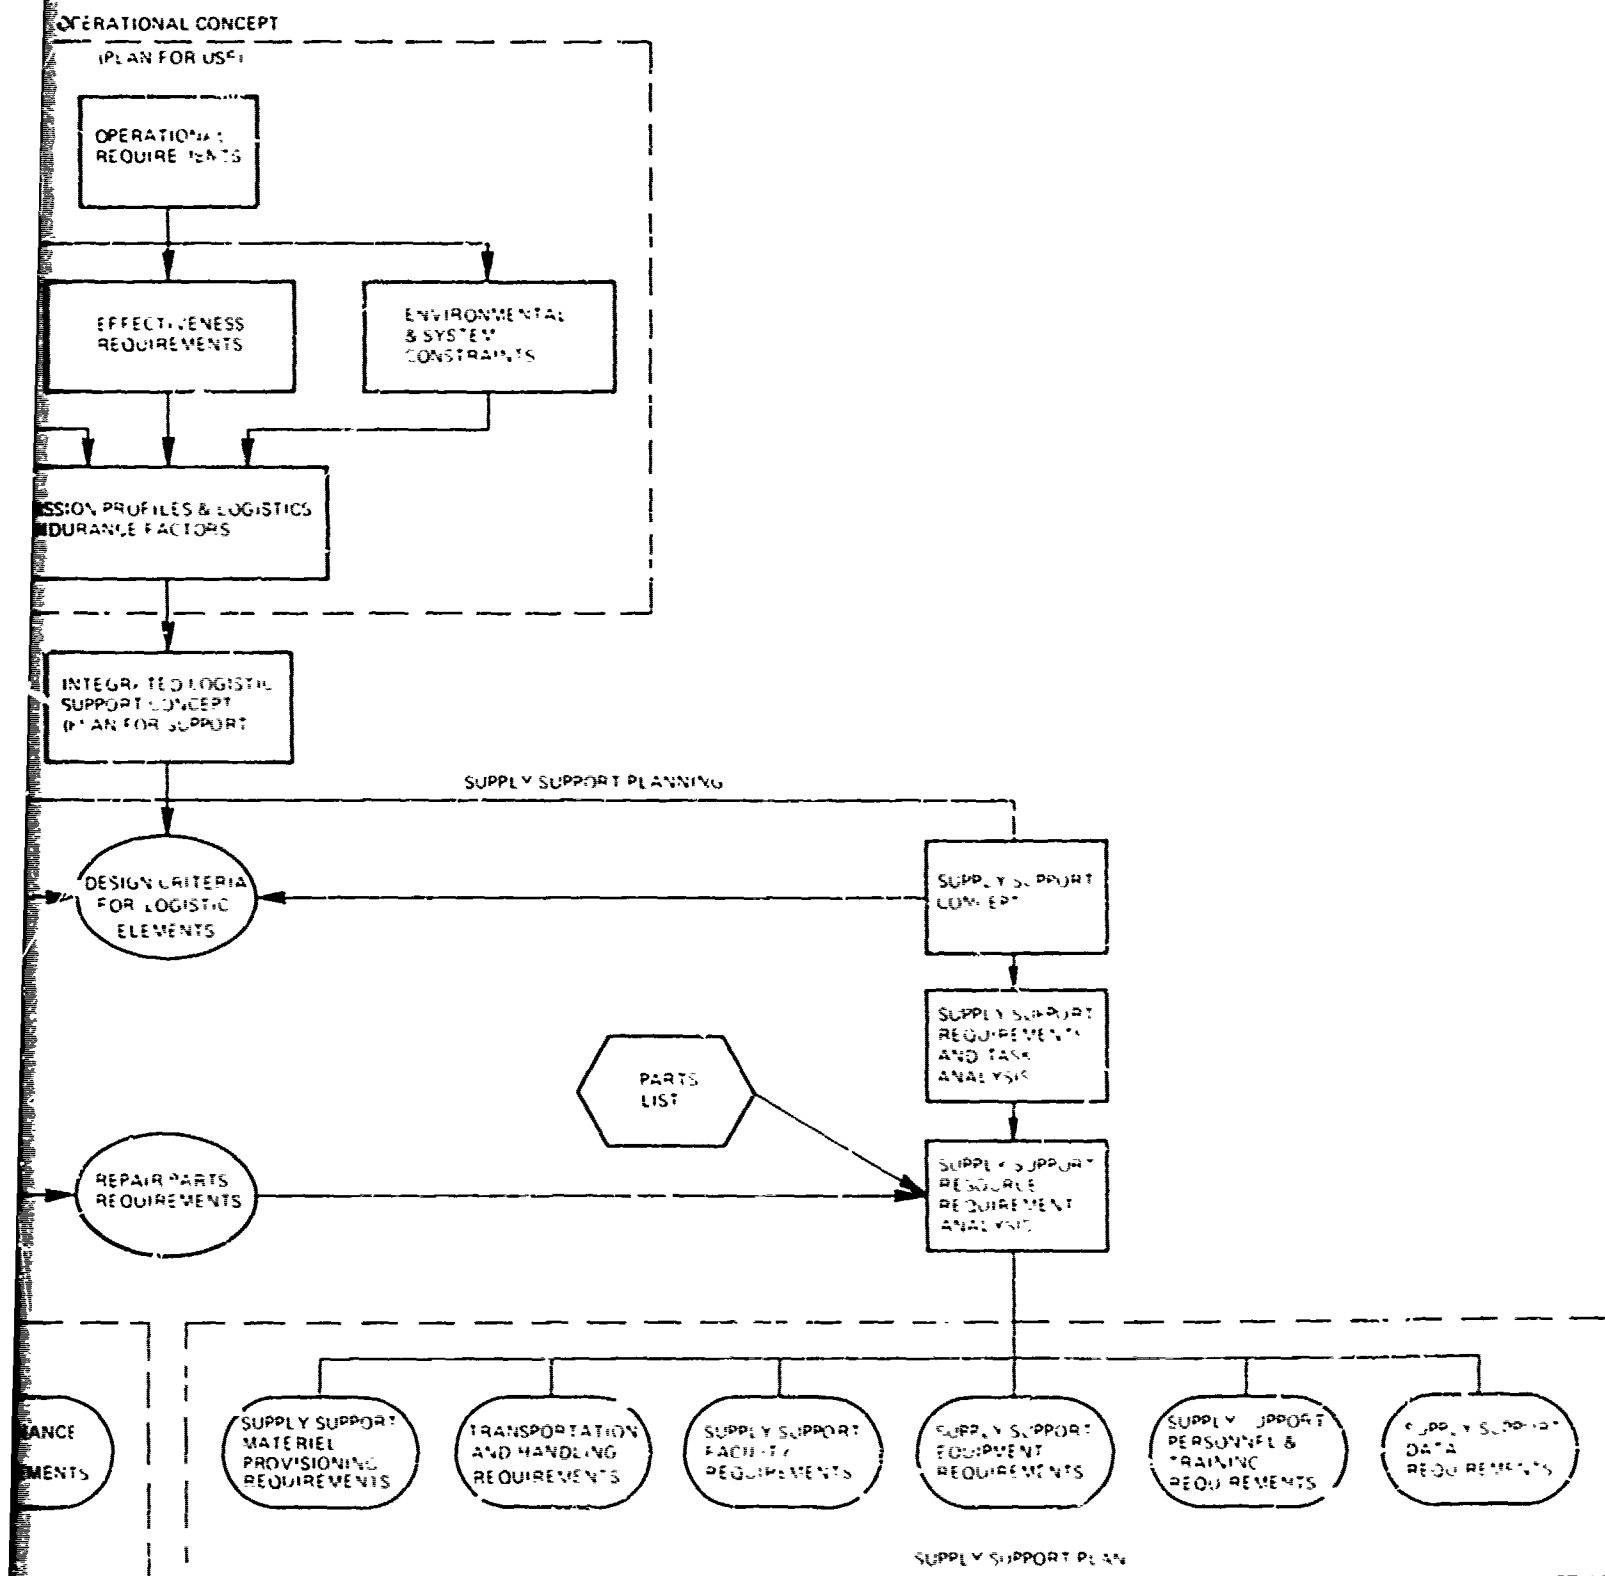 OPERATIONAL CONCEPT
(PLAN FOR USE)
OPERATIONAL
REQUIREMENTS
EFFECTIVENESS
REQUIREMENTS
ENVIRONMENTAL
& SYSTEM
CONSTRAINTS
SSION PROFILES & LOGISTICS
NDURANCE FACTORS
INTEGRATED LOGISTIC
SUPPORT CONCEPT
(PLAN FOR SUPPORT
SUPPLY SUPPORT PLANNING
DESIGN CRITERIA
FOR LOGISTIC
ELEMENTS
SUPPLY SUPPORT
CONCEPT
SUPPLY SUPPORT
REQUIREMENTS
AND TASK
ANALYSIS
PARTS
LIST
REPAIR PARTS
REQUIREMENTS
SUPPLY SUPPORT
RESOURCE
REQUIREMENT
ANALYSIS
NANCE
MENTS
SUPPLY SUPPORT
MATERIEL
PROVISIONING
REQUIREMENTS
TRANSPORTATION
AND HANDLING
REQUIREMENTS
SUPPLY SUPPORT
FACILITY
REQUIREMENTS
SUPPLY SUPPORT
EQUIPMENT
REQUIREMENTS
SUPPLY SUPPORT
PERSONNEL &
TRAINING
REQUIREMENTS
SUPPLY SUPPORT
DATA
REQUIREMENTS
SUPPLY SUPPORT PLAN